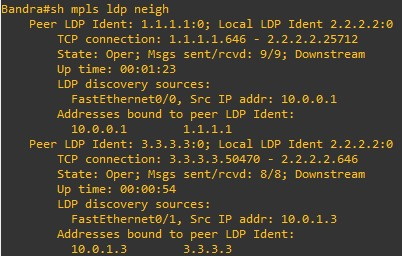 Bandra#sh mpls ldp neigh
Peer LDP Ident: 1.1.1.1:0; Local LDP Ident 2.2.2.2:0
TCP connection: 1.1.1.1.646 - 2.2.2.2.25712
State: Oper; Msgs sent/rcvd: 9/9; Downstream
Up time: 00:01:23
LDP discovery sources:
FastEthernet0/0, Src IP addr: 10.0.0.1
Addresses bound to peer LDP Ident:
10.0.0.1 1.1.1.1
Peer LDP Ident: 3.3.3.3:0; Local LDP Ident 2.2.2.2:0
TCP connection: 3.3.3.3.50470 - 2.2.2.2.646
State: Oper; Msgs sent/rcvd: 8/8; Downstream
Up time: 00:00:54
LDP discovery sources:
FastEthernet0/1, Src IP addr: 10.0.1.3
Addresses bound to peer LDP Ident:
10.0.1.3 3.3.3.3